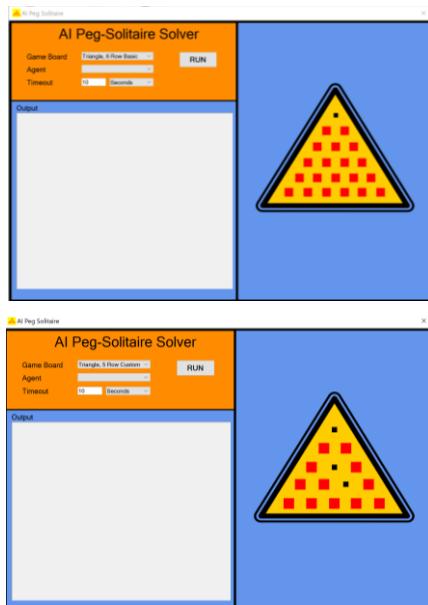 AI Peg Solitaire
AI Peg-Solitaire Solver
Game Board Triangle, 6 Row Basic
RUN
Agent
Timeout 10 Seconds
Output
AI Peg Solitaire
AI Peg-Solitaire Solver
Game Board Triangle, 5 Row Custom
RUN
Agent
Timeout 10 Seconds
Output